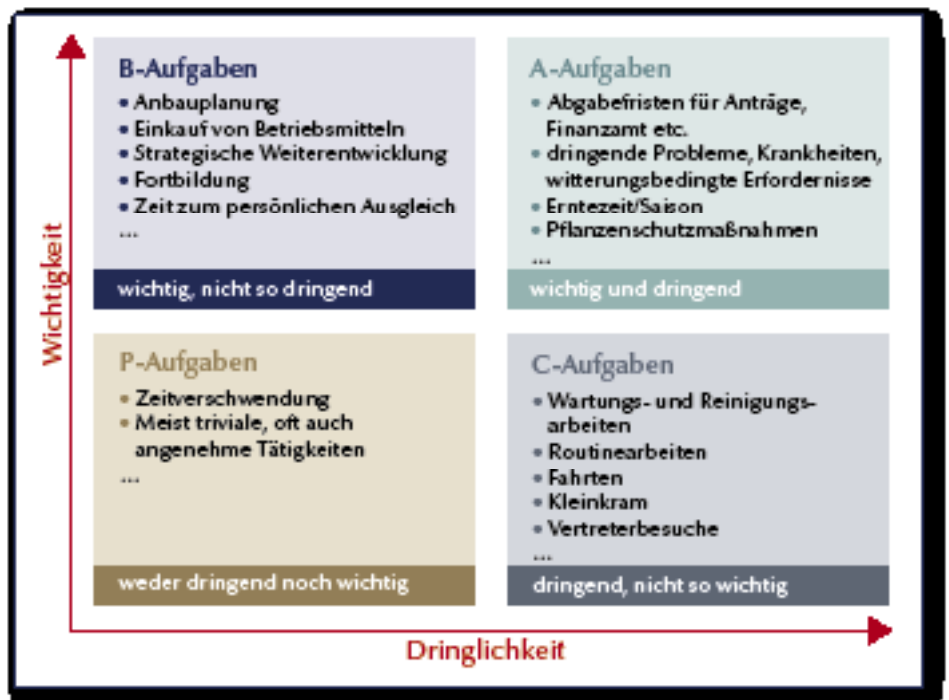 Wichtigkeit
B-Aufgaben
• Anbauplanung
• Einkauf von Betriebsmitteln
• Strategische Weiterentwicklung
• Fortbildung
• Zeit zum persönlichen Ausgleich
...
wichtig, nicht so dringend
A-Aufgaben
• Abgabefristen für Anträge,
Finanzamt etc.
• dringende Probleme, Krankheiten,
witterungsbedingte Erfordernisse
• Erntezeit/Saison
• Pflanzenschutzmaßnahmen
...
wichtig und dringend
P-Aufgaben
• Zeitverschwendung
• Meist triviale, oft auch
angenehme Tätigkeiten
...
weder dringend noch wichtig
C-Aufgaben
• Wartungs- und Reinigungs-
arbeiten
• Routinearbeiten
• Fahrten
• Kleinkram
• Vertreterbesuche
...
dringend, nicht so wichtig
Dringlichkeit